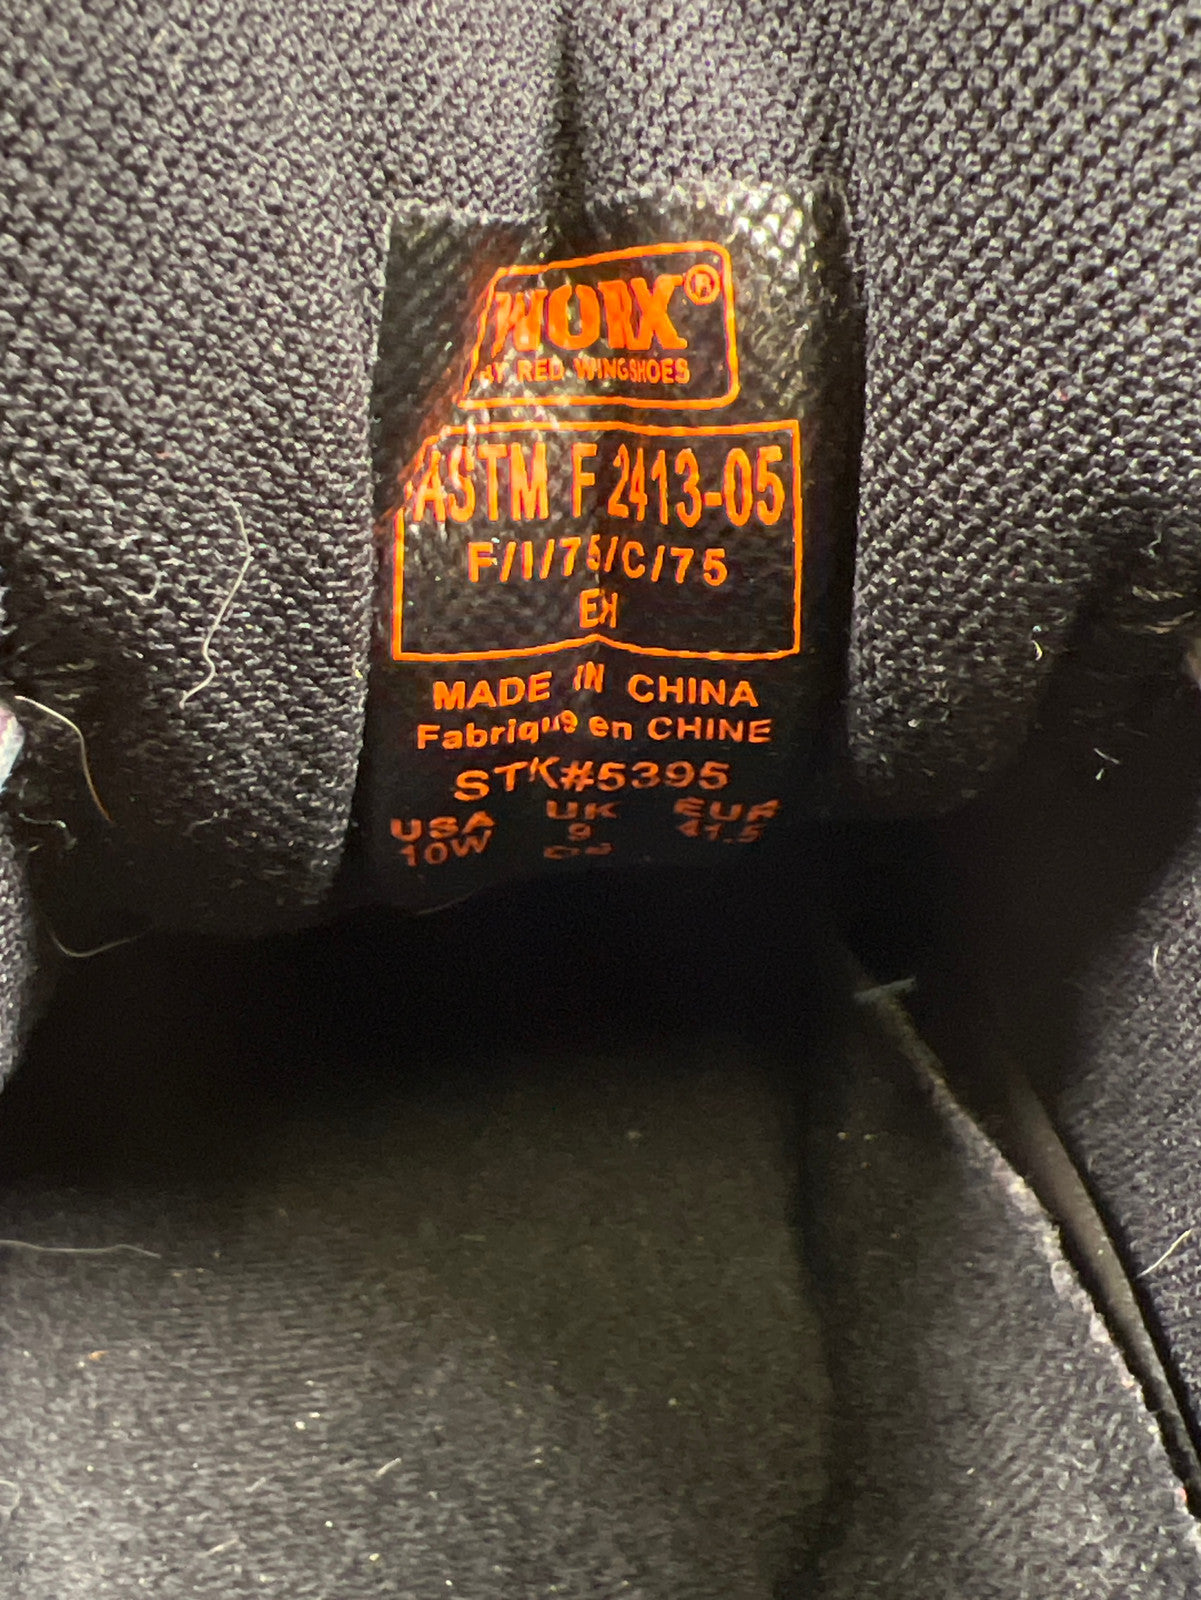 WORX®
BY RED WINGSHOES
ASTM F 2413-05
F/I/75/C/75
EH
MADE IN CHINA
Fabrique en CHINE
STK#5395
USA UK EUR
10W 9 41.5